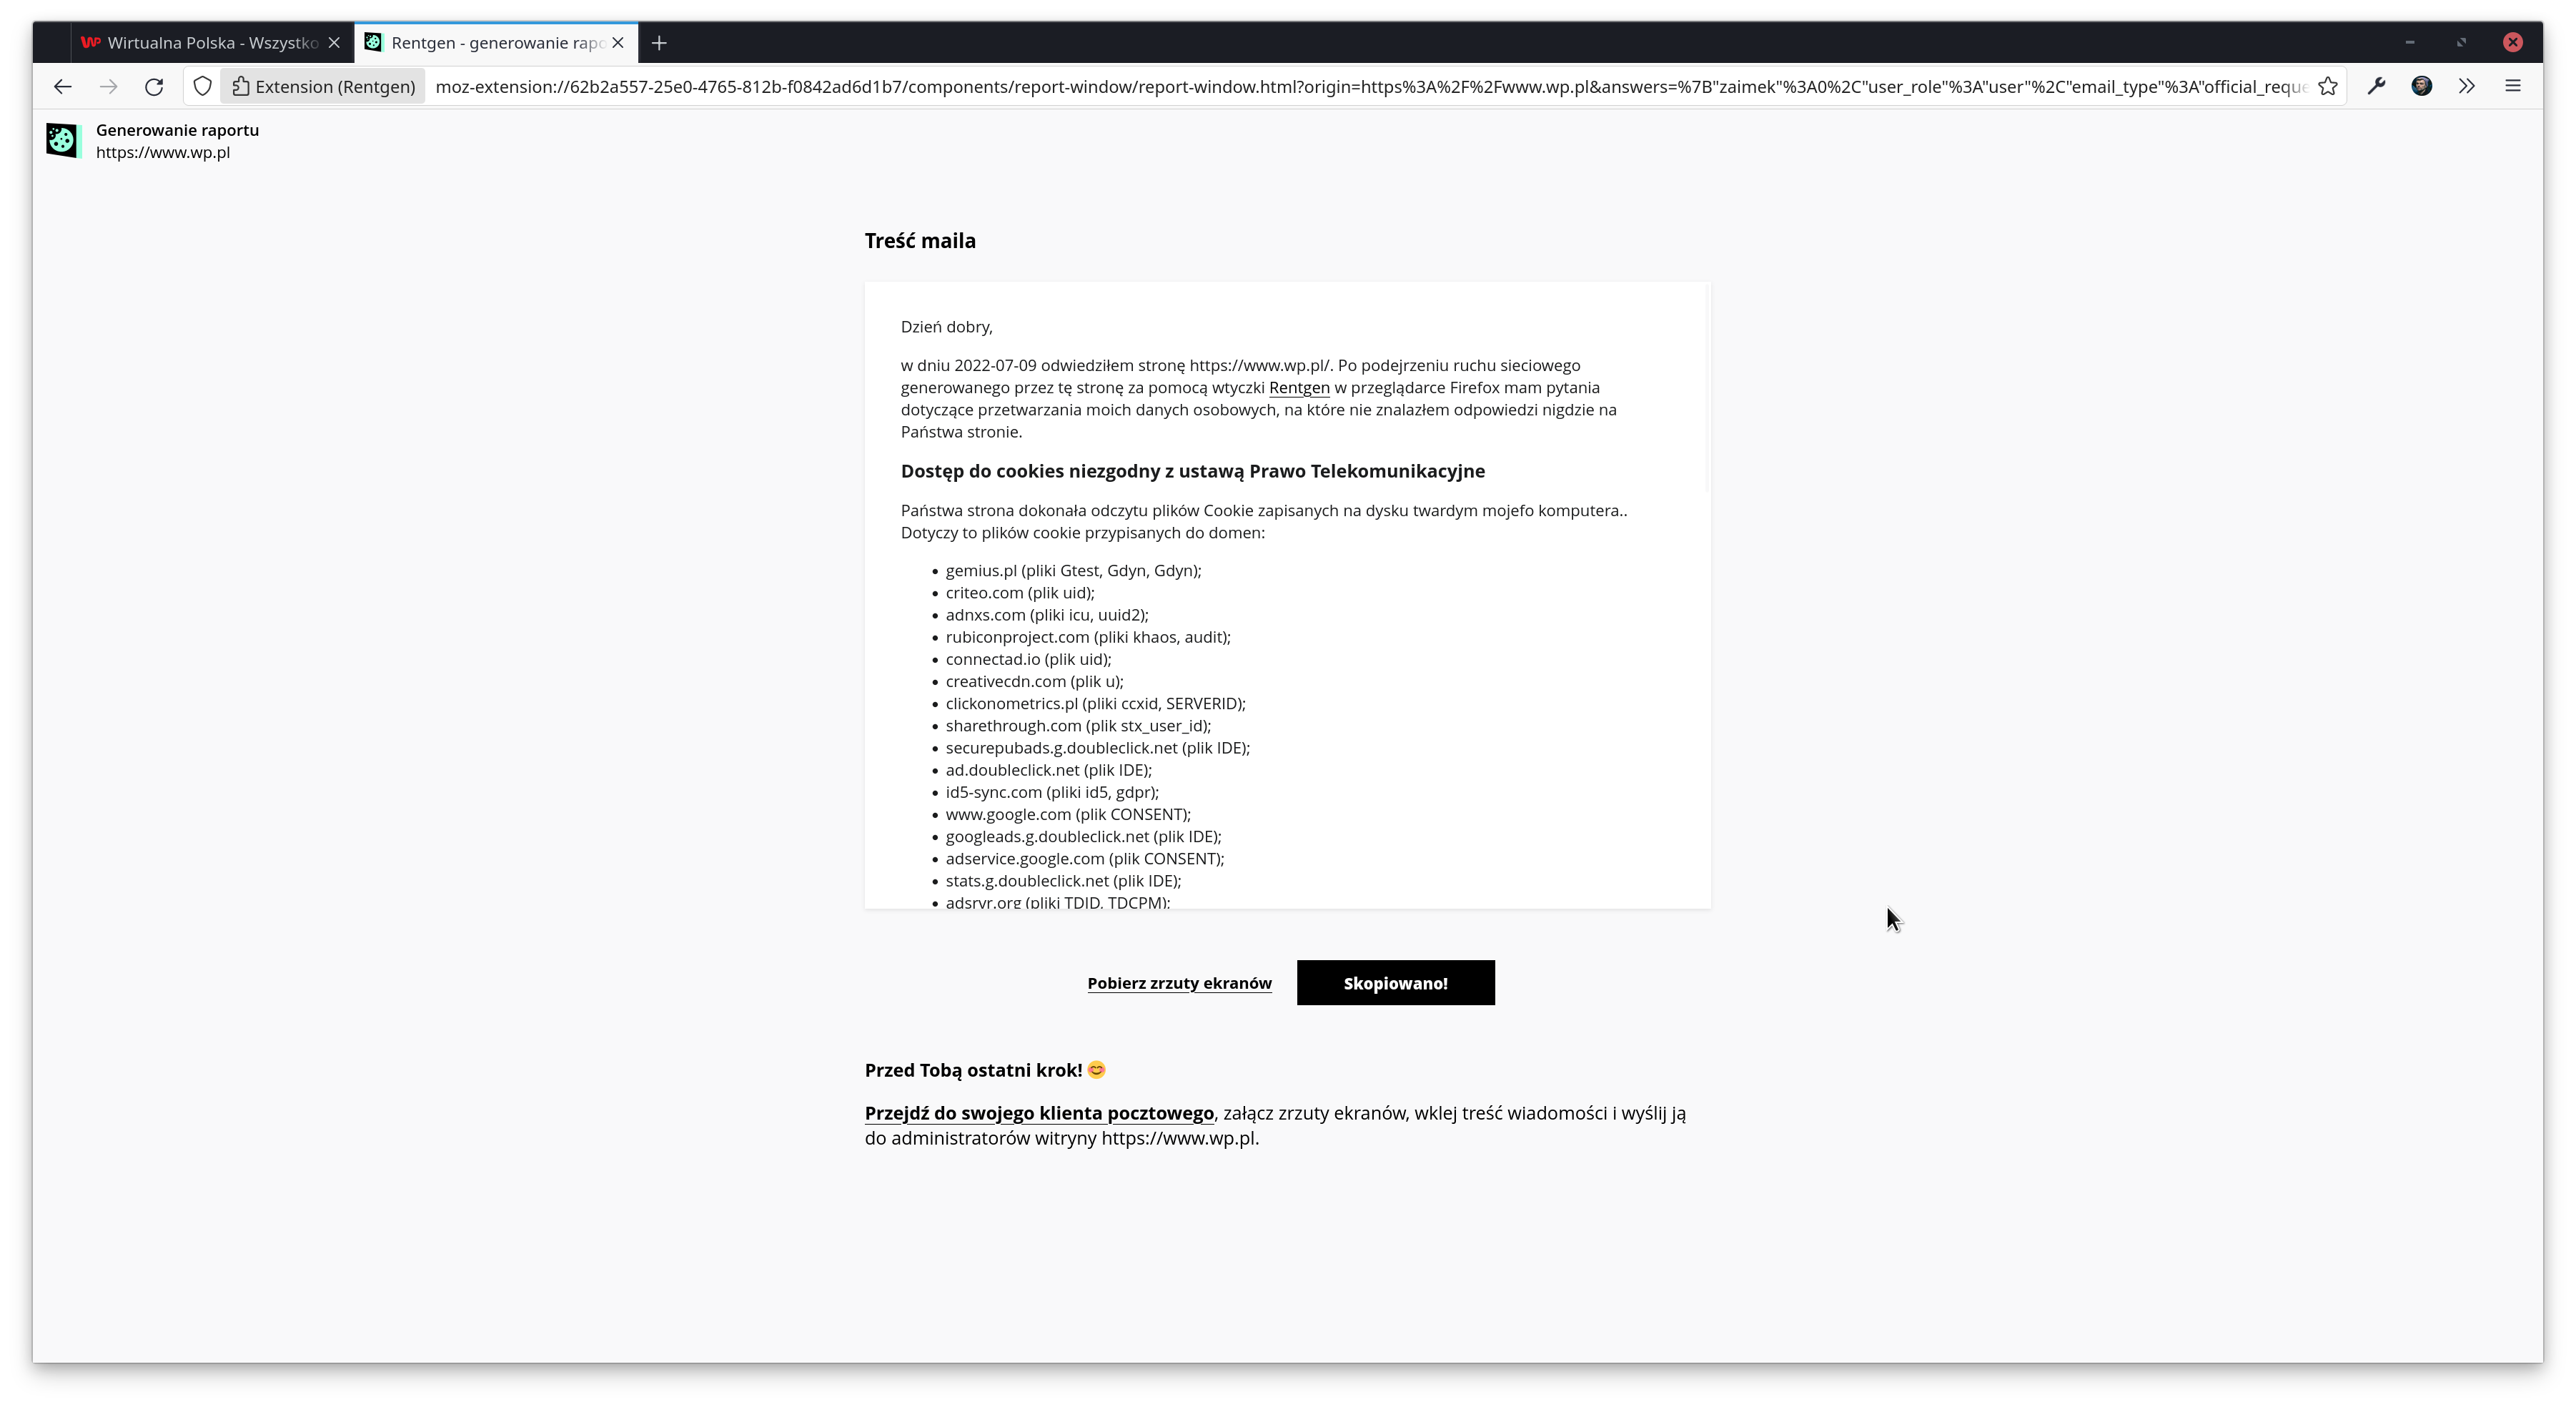 WP Wirtualna Polska - Wszystko
Rentgen - generowanie rapo
Extension (Rentgen)
moz-extension://62b2a557-25e0-4765-812b-f0842ad6d1b7/components/report-window/report-window.html?origin=https%3A%2F%2Fwww.wp.pl&answers=%7B"zaimek"%3A0%2C"user_role"%3A"user"%2C"email_type"%3A"official_reque
Generowanie raportu
https://www.wp.pl
Treść maila
Dzień dobry,
w dniu 2022-07-09 odwiedziłem stronę https://www.wp.pl/. Po podejrzeniu ruchu sieciowego
generowanego przez tę stronę za pomocą wtyczki Rentgen w przeglądarce Firefox mam pytania
dotyczące przetwarzania moich danych osobowych, na które nie znalazłem odpowiedzi nigdzie na
Państwa stronie.
Dostęp do cookies niezgodny z ustawą Prawo Telekomunikacyjne
Państwa strona dokonała odczytu plików Cookie zapisanych na dysku twardym mojefo komputera..
Dotyczy to plików cookie przypisanych do domen:
• gemius.pl (pliki Gtest, Gdyn, Gdyn);
• criteo.com (plik uid);
• adnxs.com (pliki icu, uuid2);
• rubiconproject.com (pliki khaos, audit);
• connectad.io (plik uid);
• creativecdn.com (plik u);
• clickonometrics.pl (pliki ccxid, SERVERID);
• sharethrough.com (plik stx_user_id);
• securepubads.g.doubleclick.net (plik IDE);
• ad.doubleclick.net (plik IDE);
• id5-sync.com (pliki id5, gdpr);
• www.google.com (plik CONSENT);
• googleads.g.doubleclick.net (plik IDE);
• adservice.google.com (plik CONSENT);
• stats.g.doubleclick.net (plik IDE);
• adsrvr.org (pliki TDID, TDCPM);
Pobierz zrzuty ekranów
Skopiowano!
Przed Tobą ostatni krok! 😊
Przejdź do swojego klienta pocztowego, załącz zrzuty ekranów, wklej treść wiadomości i wyślij ją
do administratorów witryny https://www.wp.pl.